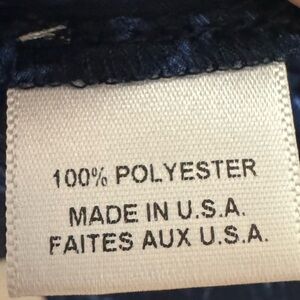 100% POLYESTER
MADE IN U.S.A.
FAITES AUX U.S.A.